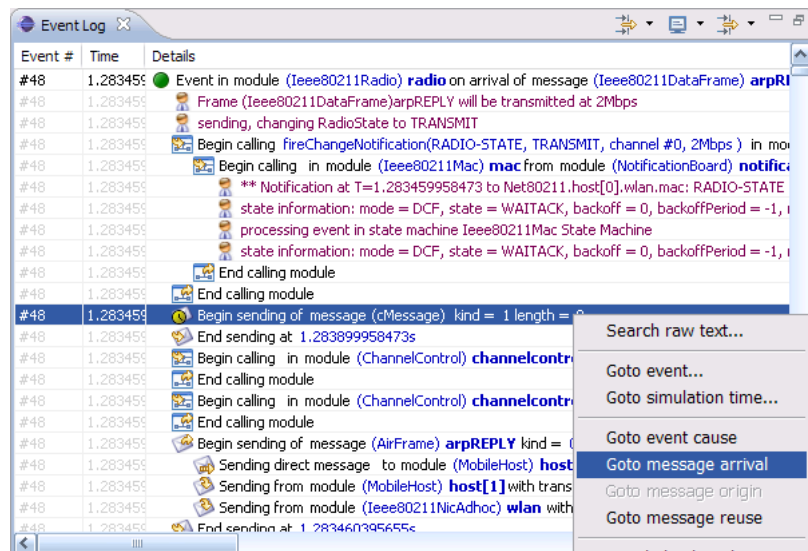 Event Log
Event # Time Details
#48 1.283459 Event in module (Ieee80211Radio) radio on arrival of message (Ieee80211DataFrame)
#48 1.283459 Frame (Ieee80211DataFrame)arpREPLY will be transmitted at 2Mbps
#48 1.283459 sending, changing RadioState to TRANSMIT
#48 1.283459 Begin calling fireChangeNotification(RADIO-STATE, TRANSMIT, channel #0, 2Mbps ) in
#48 1.283459 Begin calling in module (Ieee80211Mac) mac from module (NotificationBoard)
#48 1.283459 ** Notification at T=1.283459958473 to Net80211.host[0].wlan.mac: RADIO-STATE
#48 1.283459 state information: mode = DCF, state = WAITACK, backoff = 0, backoffPeriod = -1,
#48 1.283459 processing event in state machine Ieee80211Mac State Machine
#48 1.283459 state information: mode = DCF, state = WAITACK, backoff = 0, backoffPeriod = -1,
#48 1.283459 End calling module
#48 1.283459 End calling module
#48 1.283459 Begin sending of message (cMessage) kind = 1 length =
#48 1.283459 End sending at 1.283899958473s
#48 1.283459 Begin calling in module (ChannelControl)
#48 1.283459 End calling module
#48 1.283459 Begin calling in module (ChannelControl)
#48 1.283459 End calling module
#48 1.283459 Begin sending of message (AirFrame) arpREPLY kind =
#48 1.283459 Sending direct message to module (MobileHost) host
#48 1.283459 Sending from module (MobileHost) host[1] with
#48 1.283459 Sending from module (Ieee80211NicAdhoc) wlan with
#48 1.283459 End sending at 1.283460395655s
Search raw text...
Goto event...
Goto simulation time...
Goto event cause
Goto message arrival
Goto message origin
Goto message reuse